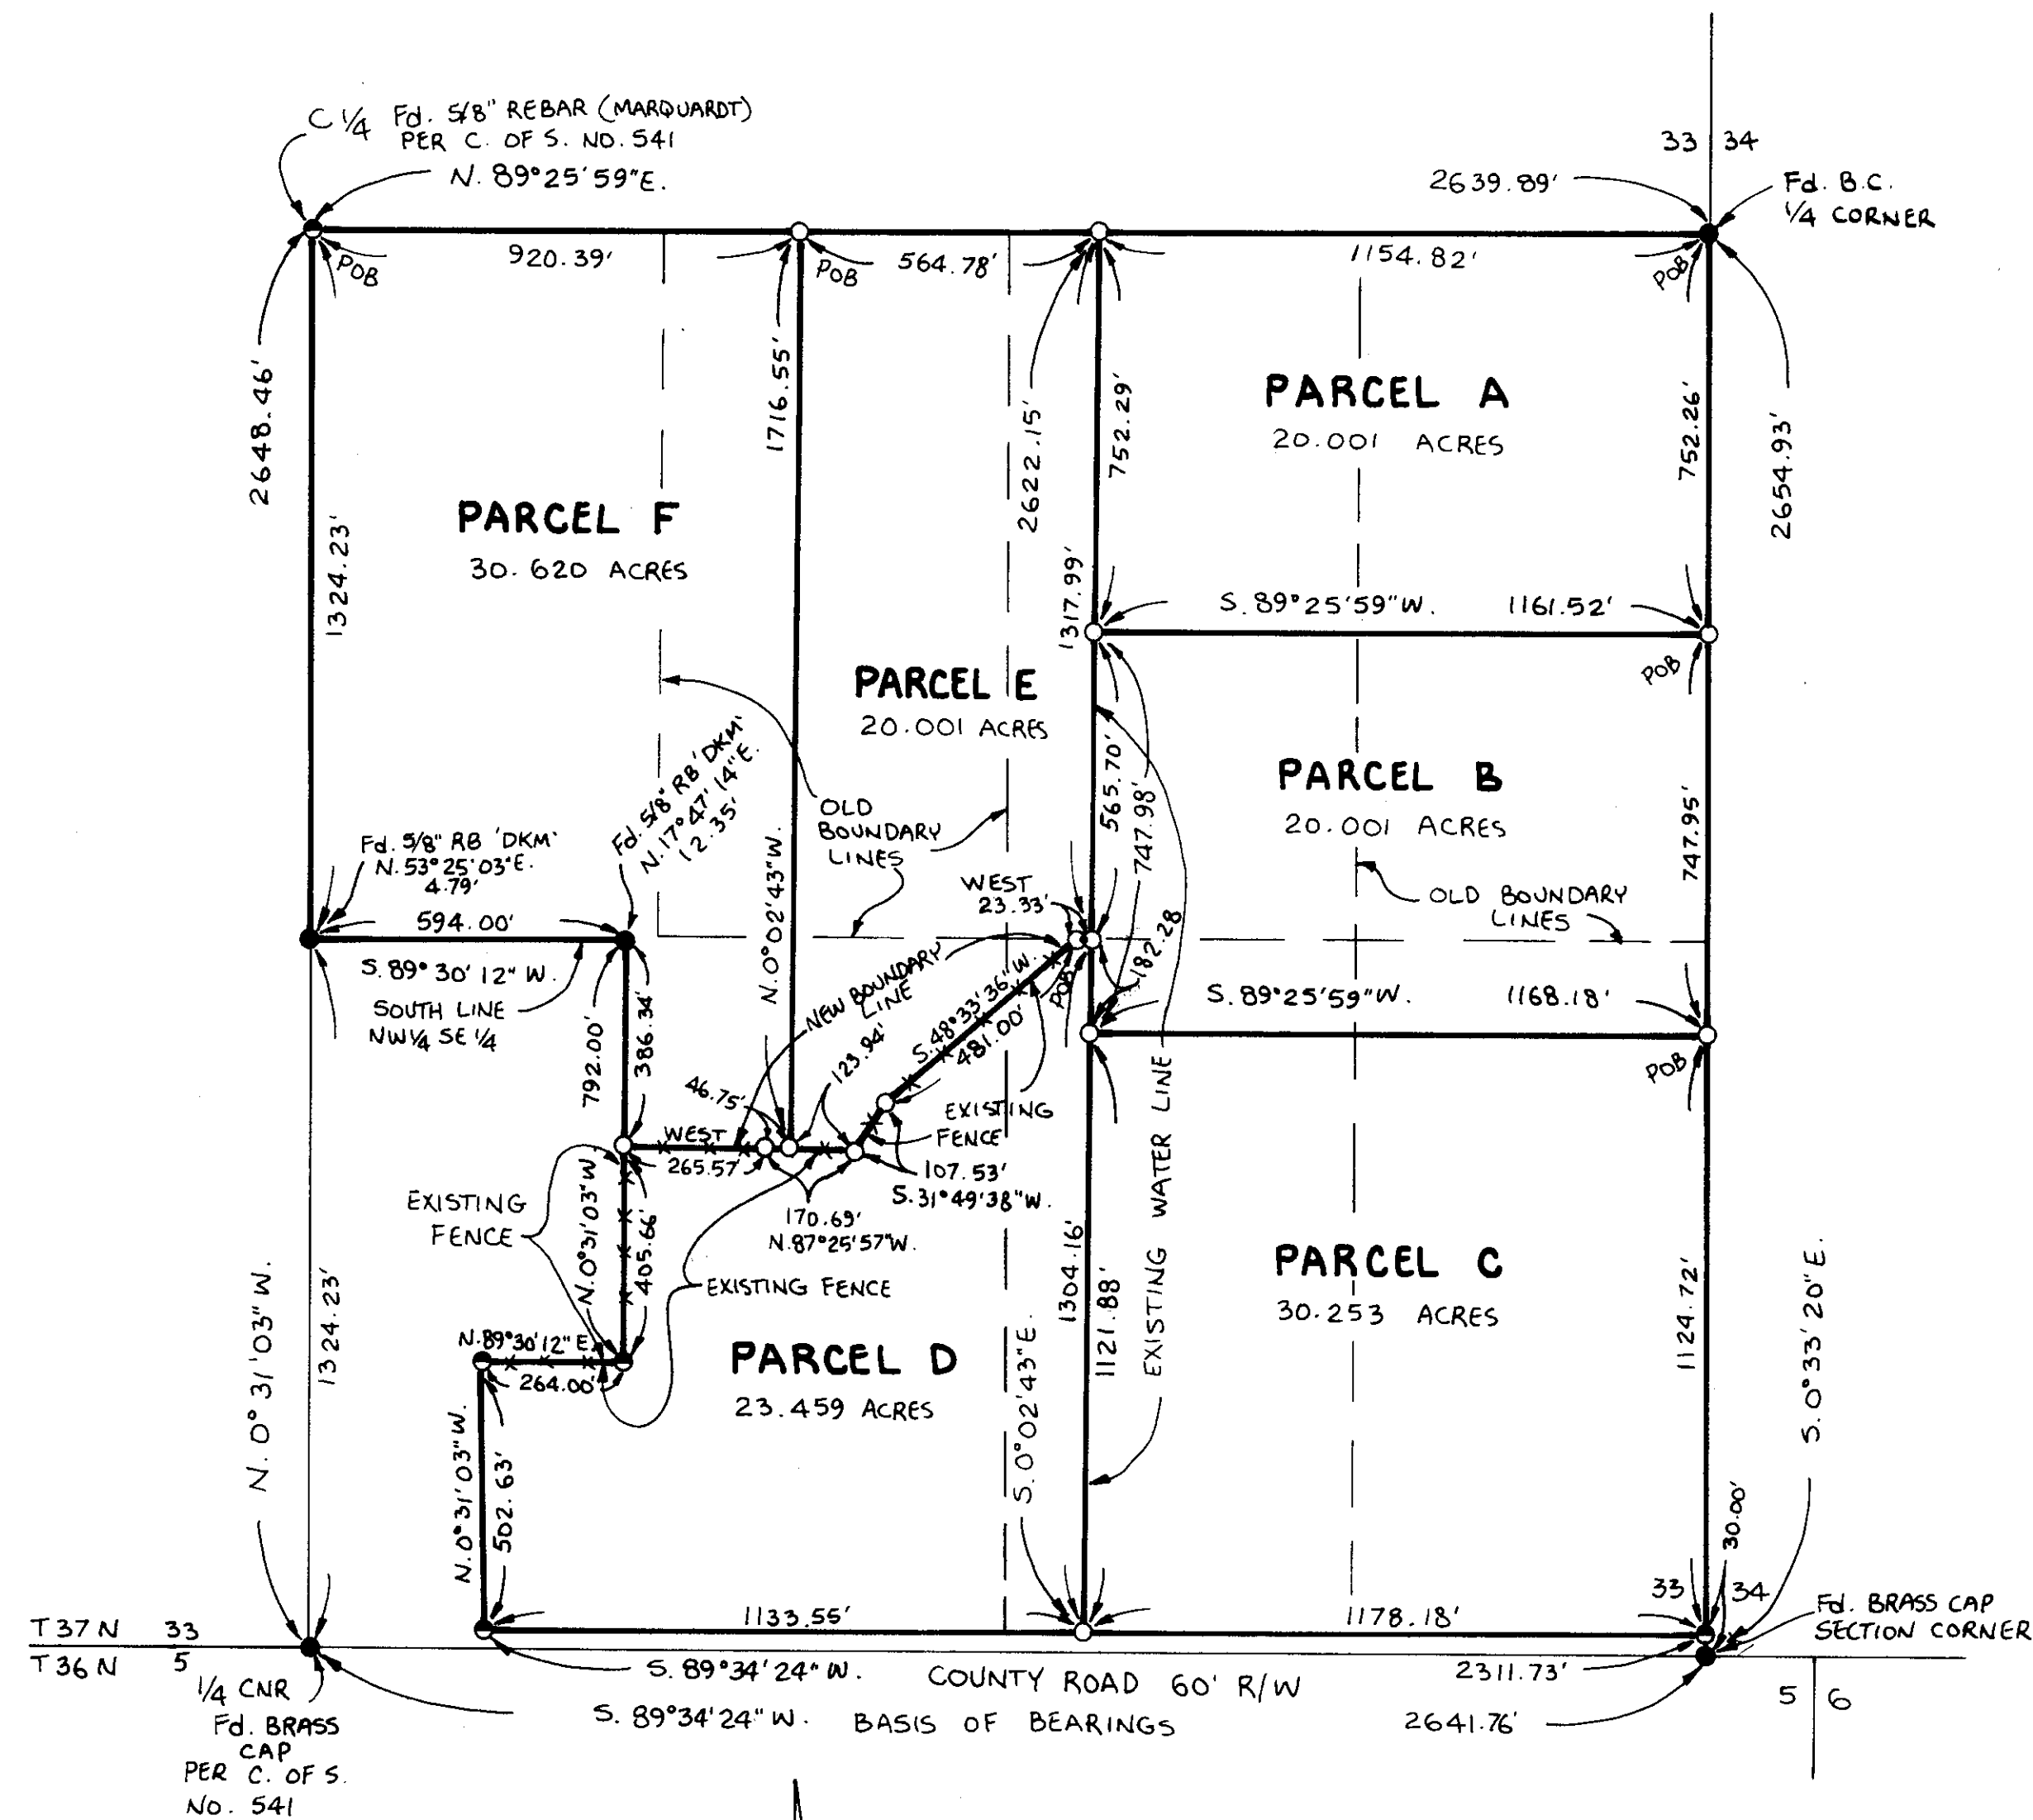 C 1/4 Fd. 5/8" REBAR (MARQUARDT)
PER C. OF S. NO. 541
N. 89°25'59"E.
33 34
2639.89'
Fd. B.C.
1/4 CORNER
POB
920.39'
POB
564.78'
1154.82'
POB
2648.46'
1324.23'
1716.55'
2622.15'
752.29'
752.26'
2654.93'
PARCEL A
20.001 ACRES
PARCEL F
30.620 ACRES
1317.99'
S. 89°25'59"W. 1161.52'
POB
PARCEL E
20.001 ACRES
565.70'
747.98'
PARCEL B
20.001 ACRES
747.95'
OLD
BOUNDARY
LINES
Fd. 5/8" RB 'DKM'
N. 17°47'14"E.
12.35'
Fd. 5/8" RB 'DKM'
N. 53°25'03"E.
4.79'
594.00'
N.0°02'43"W.
WEST
23.33'
OLD BOUNDARY
LINES
182.28
S. 89°30'12" W.
SOUTH LINE
NW1/4 SE 1/4
792.00'
386.34'
NEW BOUNDARY
LINE
S.48°33'36"W.
481.00'
POB
S. 89°25'59"W. 1168.18'
POB
123.94'
46.75'
WEST
265.57'
EXISTING
FENCE
107.53'
S.31°49'38"W.
170.69'
N.87°25'57"W.
EXISTING
FENCE
N.0°31'03"W.
405.66'
EXISTING FENCE
EXISTING WATER LINE
1304.16'
1121.88'
PARCEL C
30.253 ACRES
1124.72'
S. 0°33'20"E.
N. 0° 31'03" W.
1324.23'
N.89°30'12" E.
264.00'
PARCEL D
23.459 ACRES
S. 0°02'43"E.
N.0°31'03"W.
502.63'
30.00'
33 34
1133.55'
1178.18'
Fd. BRASS CAP
SECTION CORNER
T 37 N 33
T 36 N 5
S. 89°34'24" W.
COUNTY ROAD 60' R/W
2311.73'
5 6
1/4 CNR
Fd. BRASS
CAP
PER C. OF S.
No. 541
S. 89°34'24" W. BASIS OF BEARINGS
2641.76'